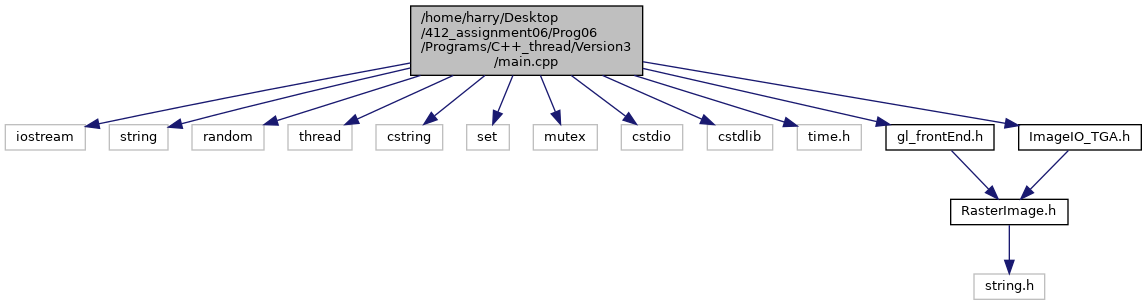 /home/harry/Desktop
/412_assignment06/Prog06
/Programs/C++_thread/Version3
/main.cpp
iostream
string
random
thread
cstring
set
mutex
cstdio
cstdlib
time.h
gl_frontEnd.h
ImageIO_TGA.h
RasterImage.h
string.h